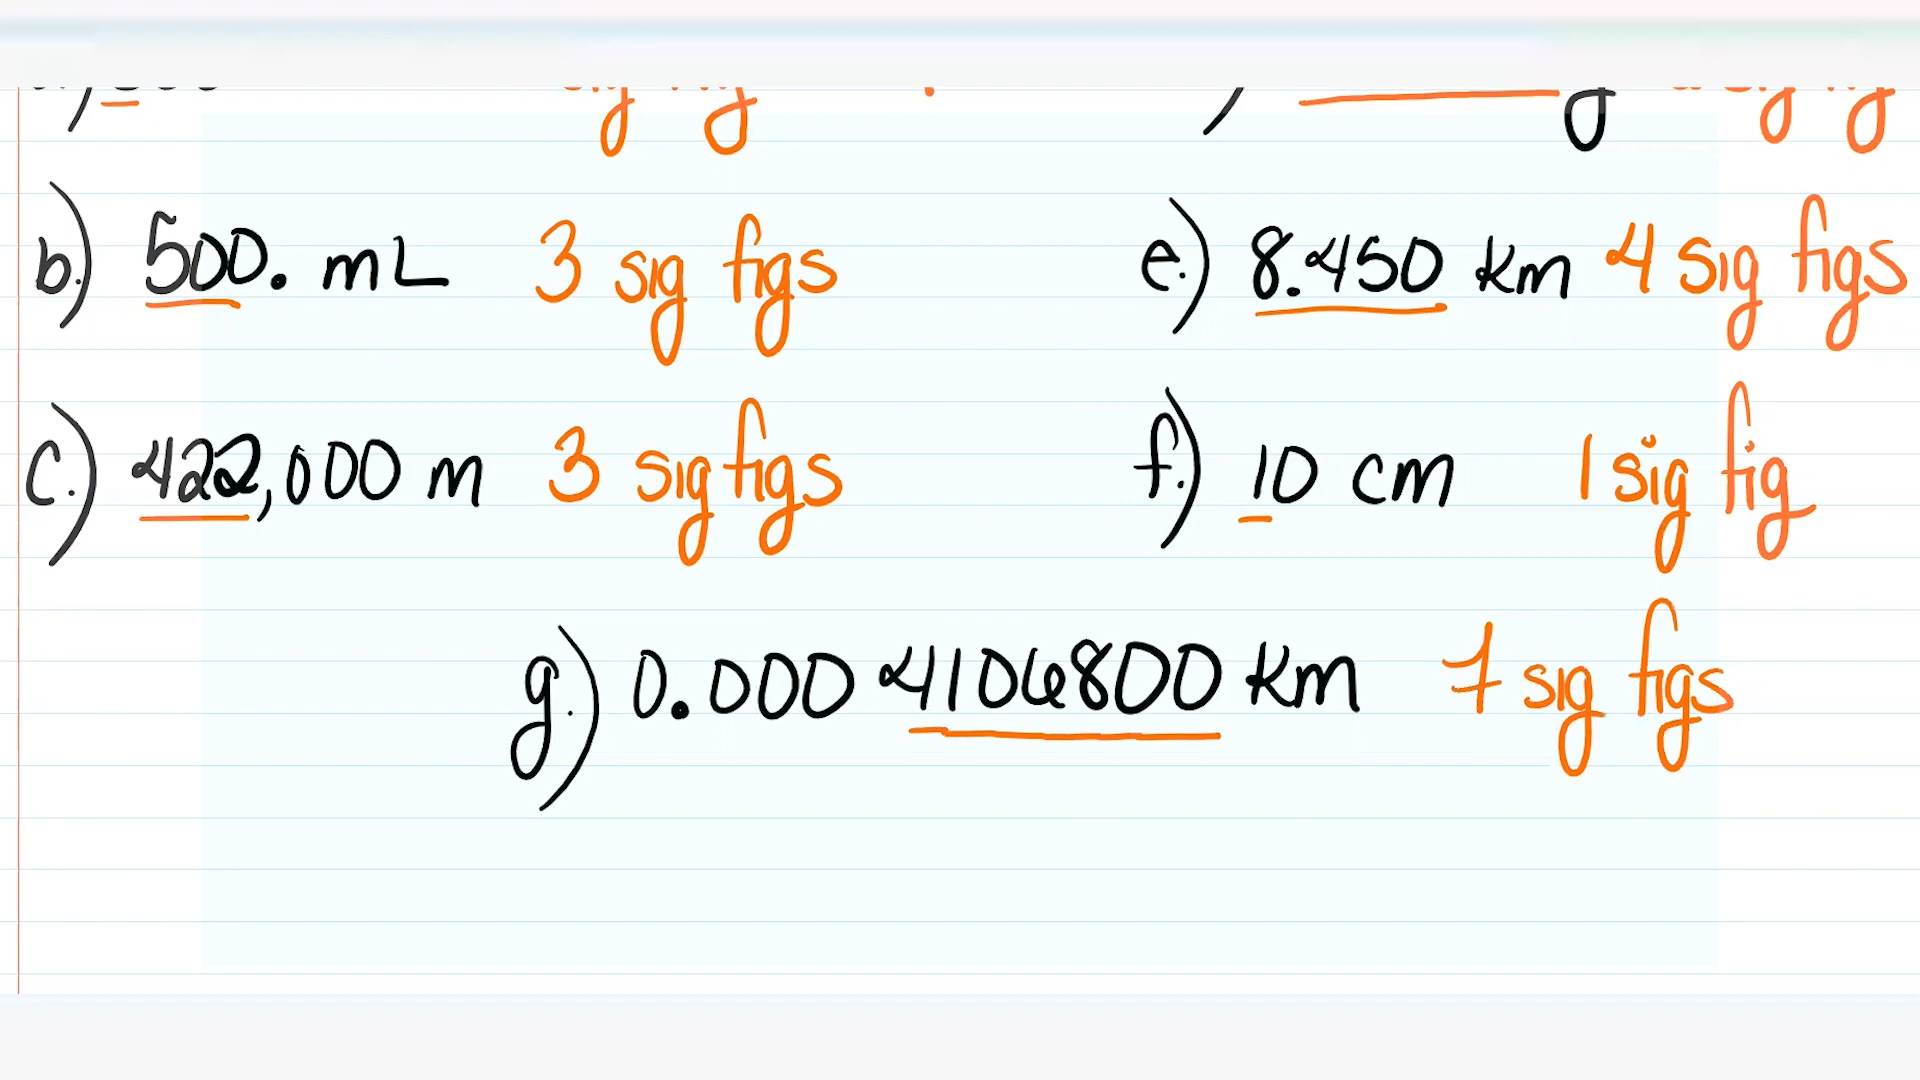 b.) 500. mL 3 sig figs
e.) 8.450 km 4 sig figs
c.) 422,000 m 3 sig figs
f.) 10 cm 1 sig fig
g.) 0.0004106800 km 7 sig figs